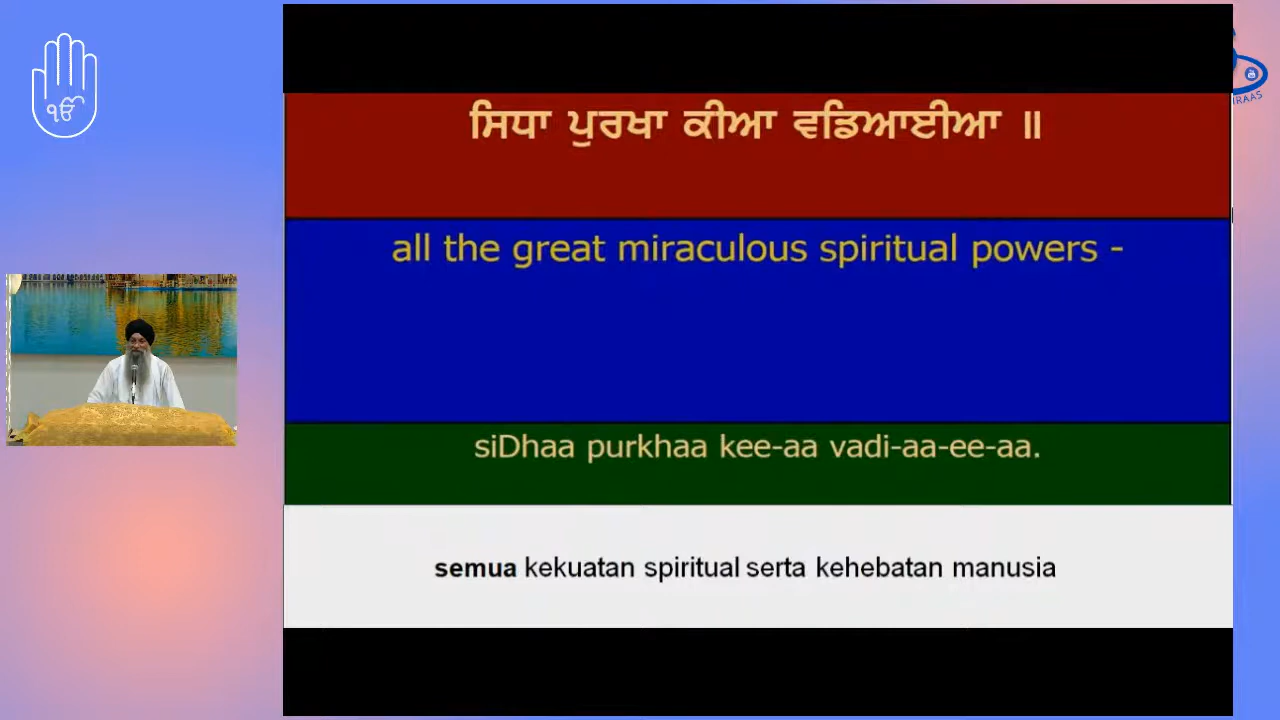 ੴ
ਸਿਧਾ ਪੁਰਖਾ ਕੀਆ ਵਡਿਆਈਆ ॥
all the great miraculous spiritual powers -
siDhaa purkhaa kee-aa vadi-aa-ee-aa.
semua kekuatan spiritual serta kehebatan manusia